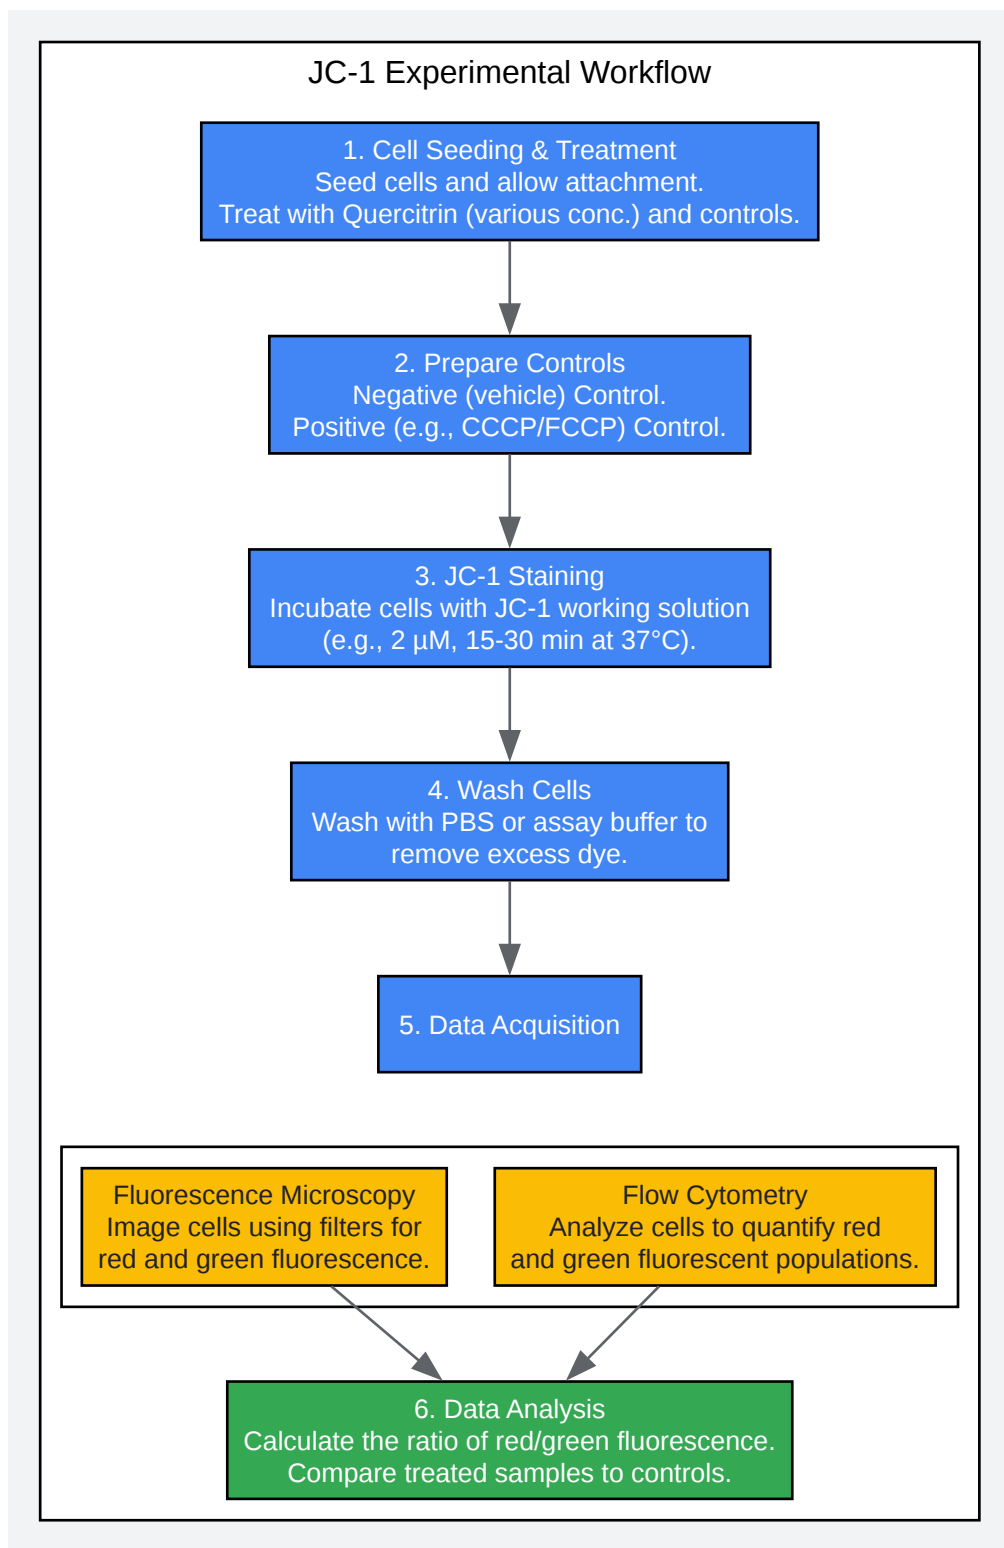 JC-1 Experimental Workflow
1. Cell Seeding & Treatment
Seed cells and allow attachment.
Treat with Quercitrin (various conc.) and controls.
2. Prepare Controls
Negative (vehicle) Control.
Positive (e.g., CCCP/FCCP) Control.
3. JC-1 Staining
Incubate cells with JC-1 working solution
(e.g., 2 µM, 15-30 min at 37°C).
4. Wash Cells
Wash with PBS or assay buffer to
remove excess dye.
5. Data Acquisition
Fluorescence Microscopy
Image cells using filters for
red and green fluorescence.
Flow Cytometry
Analyze cells to quantify red
and green fluorescent populations.
6. Data Analysis
Calculate the ratio of red/green fluorescence.
Compare treated samples to controls.